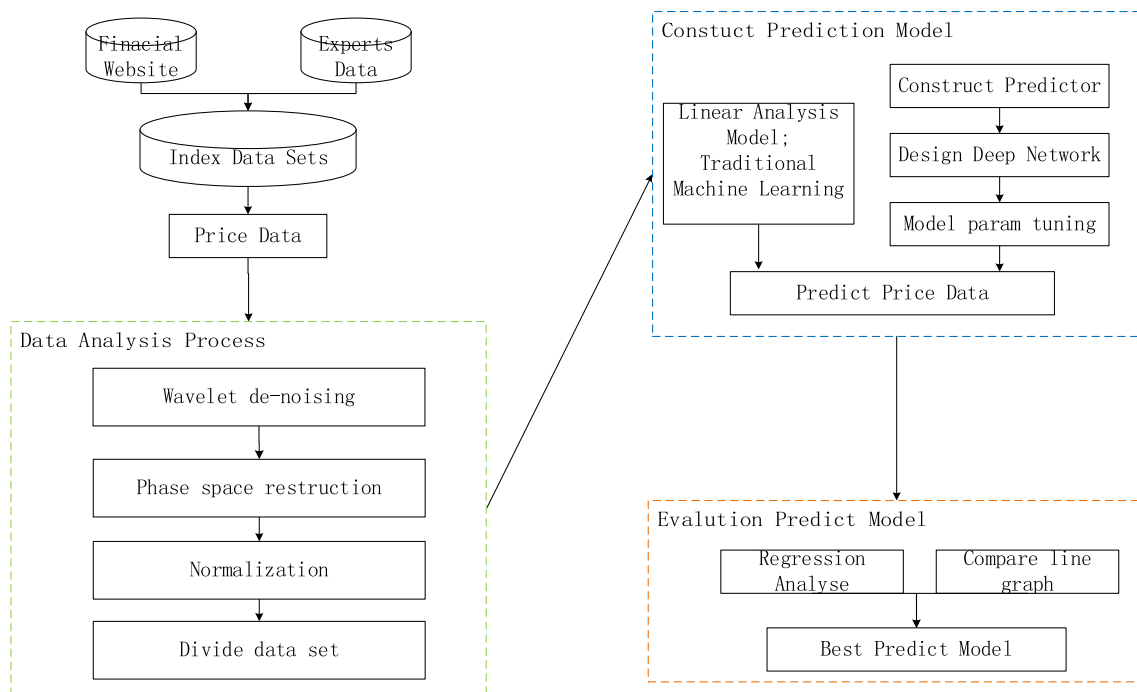 Finacial
Website
Experts
Data
Index Data Sets
Price Data
Data Analysis Process
Wavelet de-noising
Phase space restruction
Normalization
Divide data set
Constuct Prediction Model
Linear Analysis
Model;
Traditional
Machine Learning
Construct Predictor
Design Deep Network
Model param tuning
Predict Price Data
Evalution Predict Model
Regression
Analyse
Compare line
graph
Best Predict Model